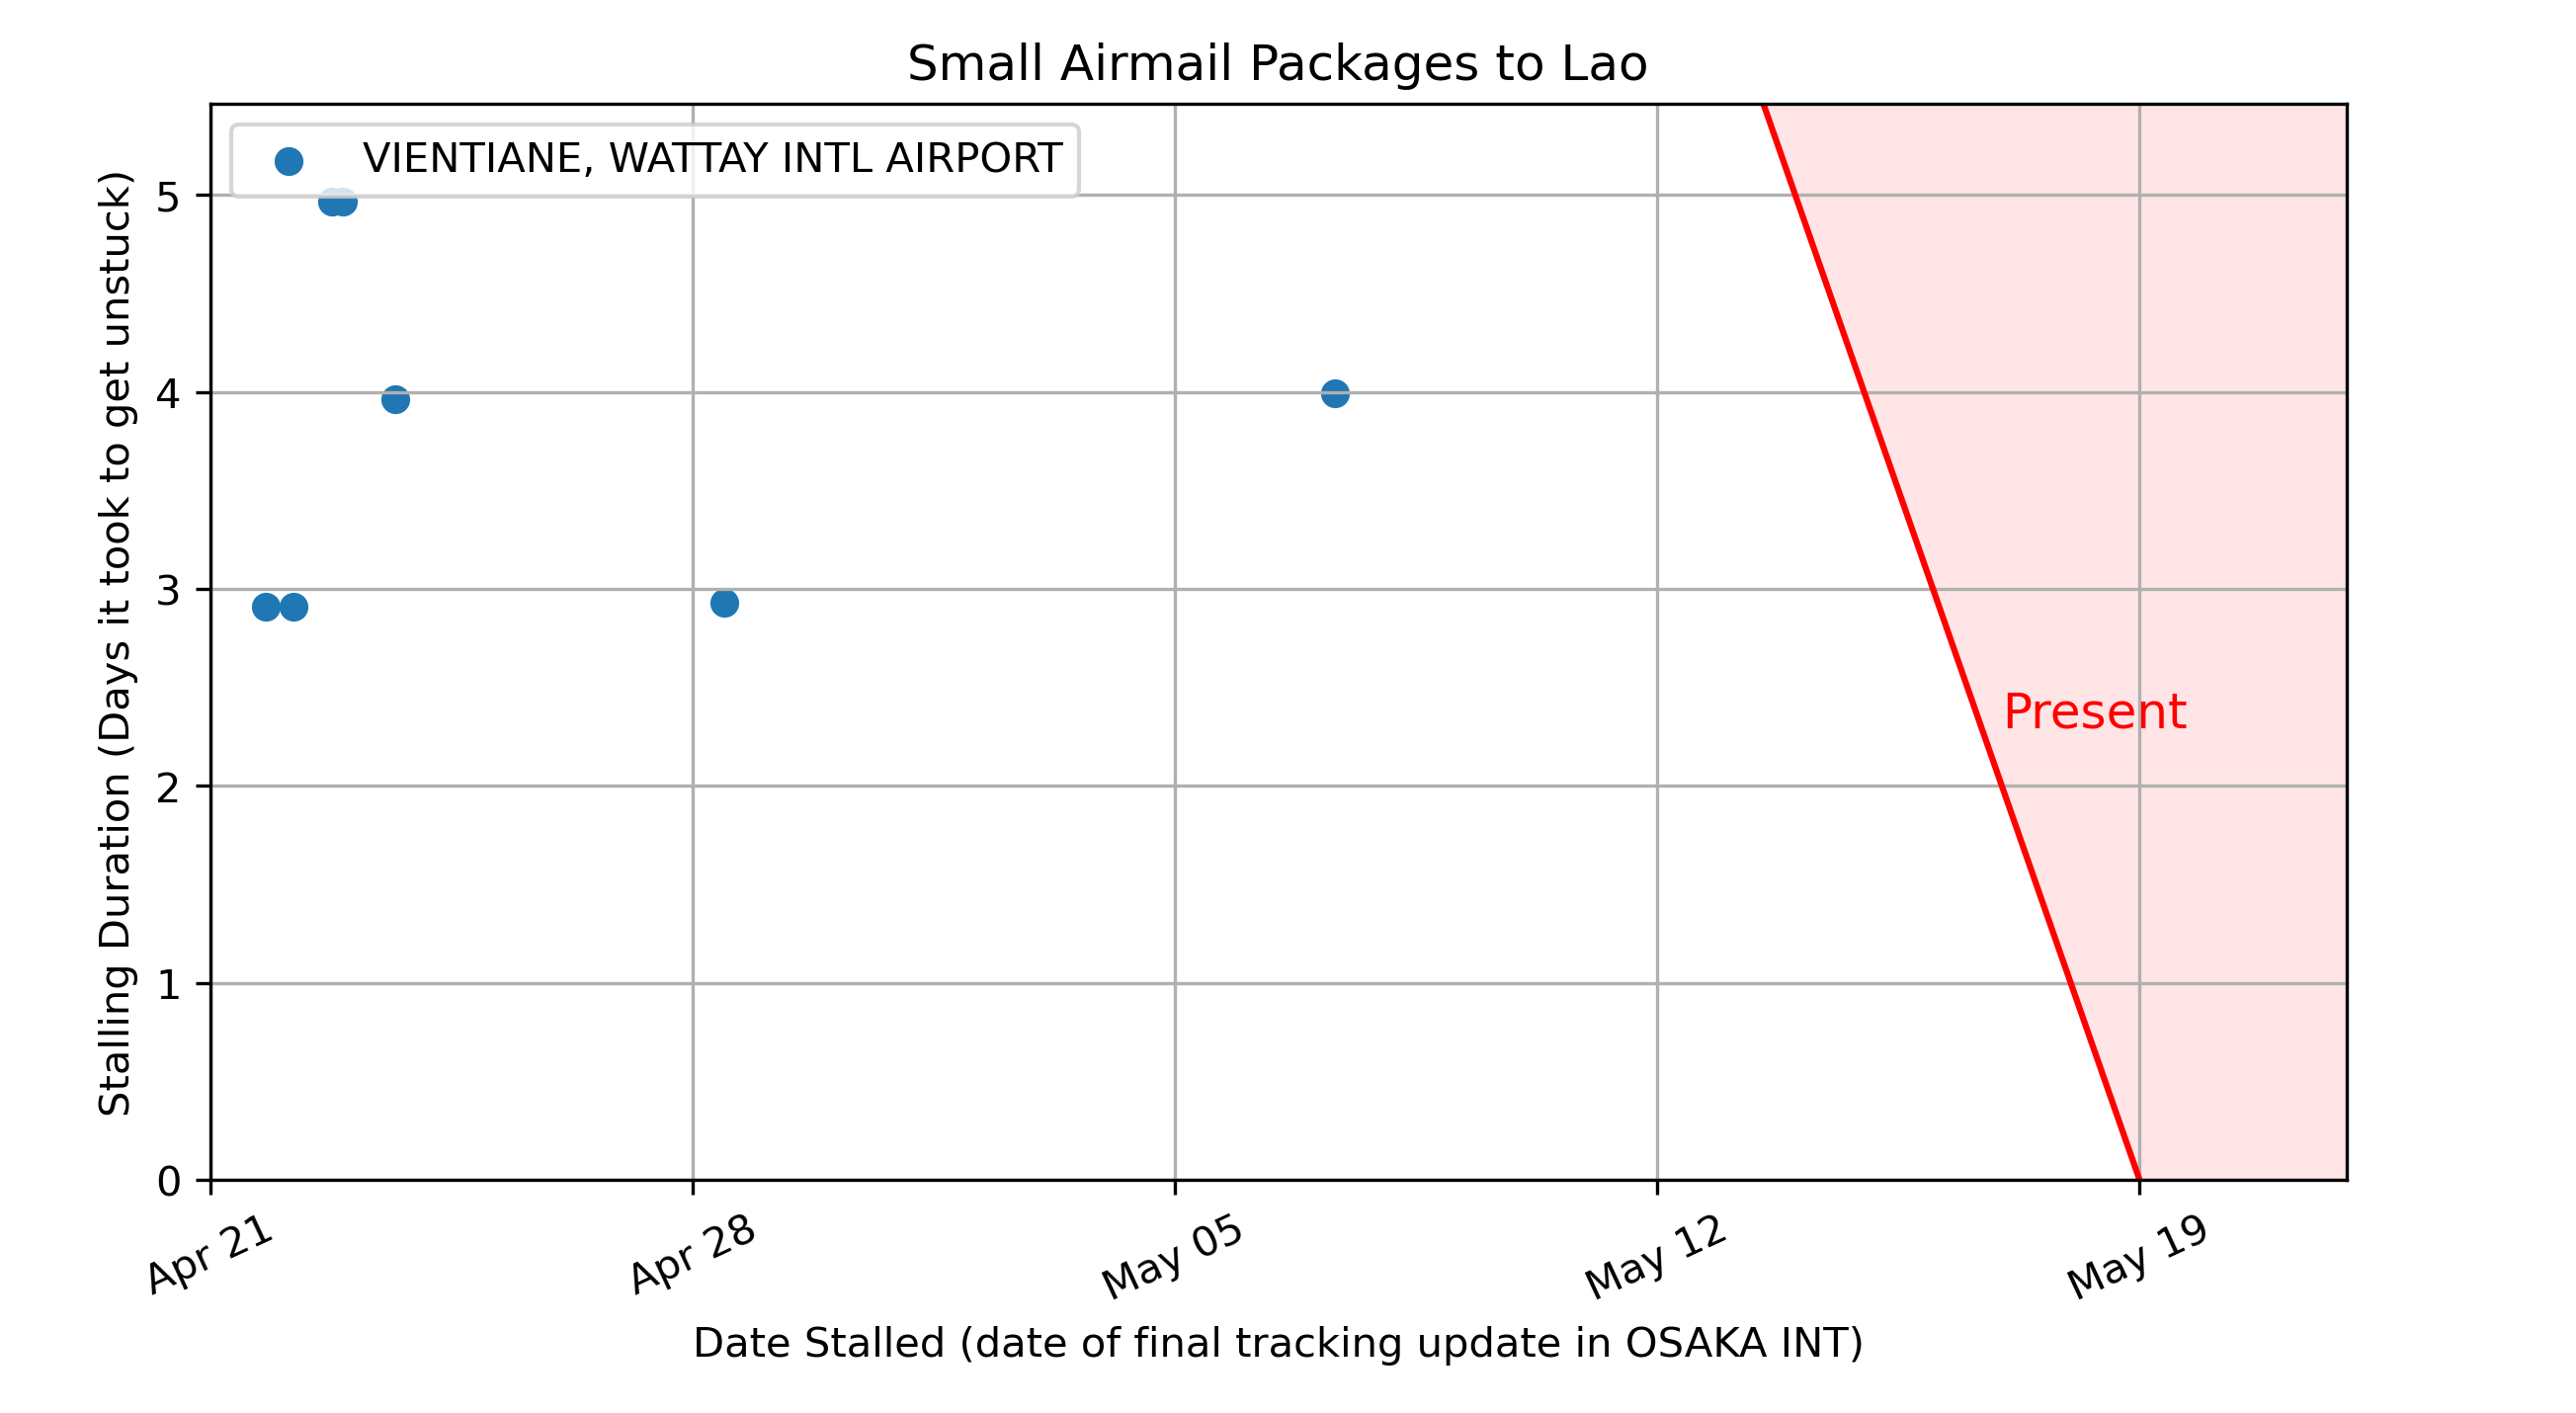 Small Airmail Packages to Lao
VIENTIANE, WATTAY INTL AIRPORT
Stalling Duration (Days it took to get unstuck)
5
4
3
2
1
0
Present
Apr 21
Apr 28
May 05
May 12
May 19
Date Stalled (date of final tracking update in OSAKA INT)